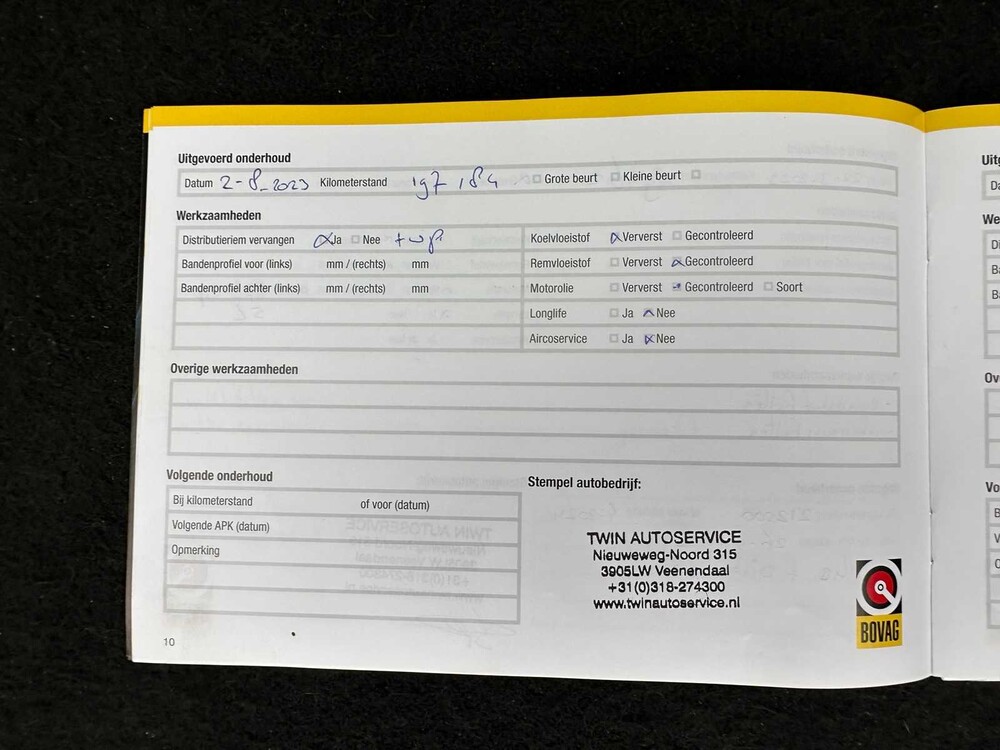 Uitgevoerd onderhoud
Datum 2-8-2023 Kilometerstand 197.184 Grote beurt Kleine beurt
Werkzaamheden
Distributieriem vervangen Ja Nee + wp
Koelvloeistof Ververst Gecontroleerd
Bandenprofiel voor (links) mm / (rechts) mm
Remvloeistof Ververst Gecontroleerd
Bandenprofiel achter (links) mm / (rechts) mm
Motorolie Ververst Gecontroleerd Soort
Longlife Ja Nee
Aircoservice Ja Nee
Overige werkzaamheden
Volgende onderhoud
Bij kilometerstand of voor (datum)
Volgende APK (datum)
Opmerking
Stempel autobedrijf:
TWIN AUTOSERVICE
Nieuweweg-Noord 315
3905LW Veenendaal
+31(0)318-274300
www.twinautoservice.nl
BOVAG
10